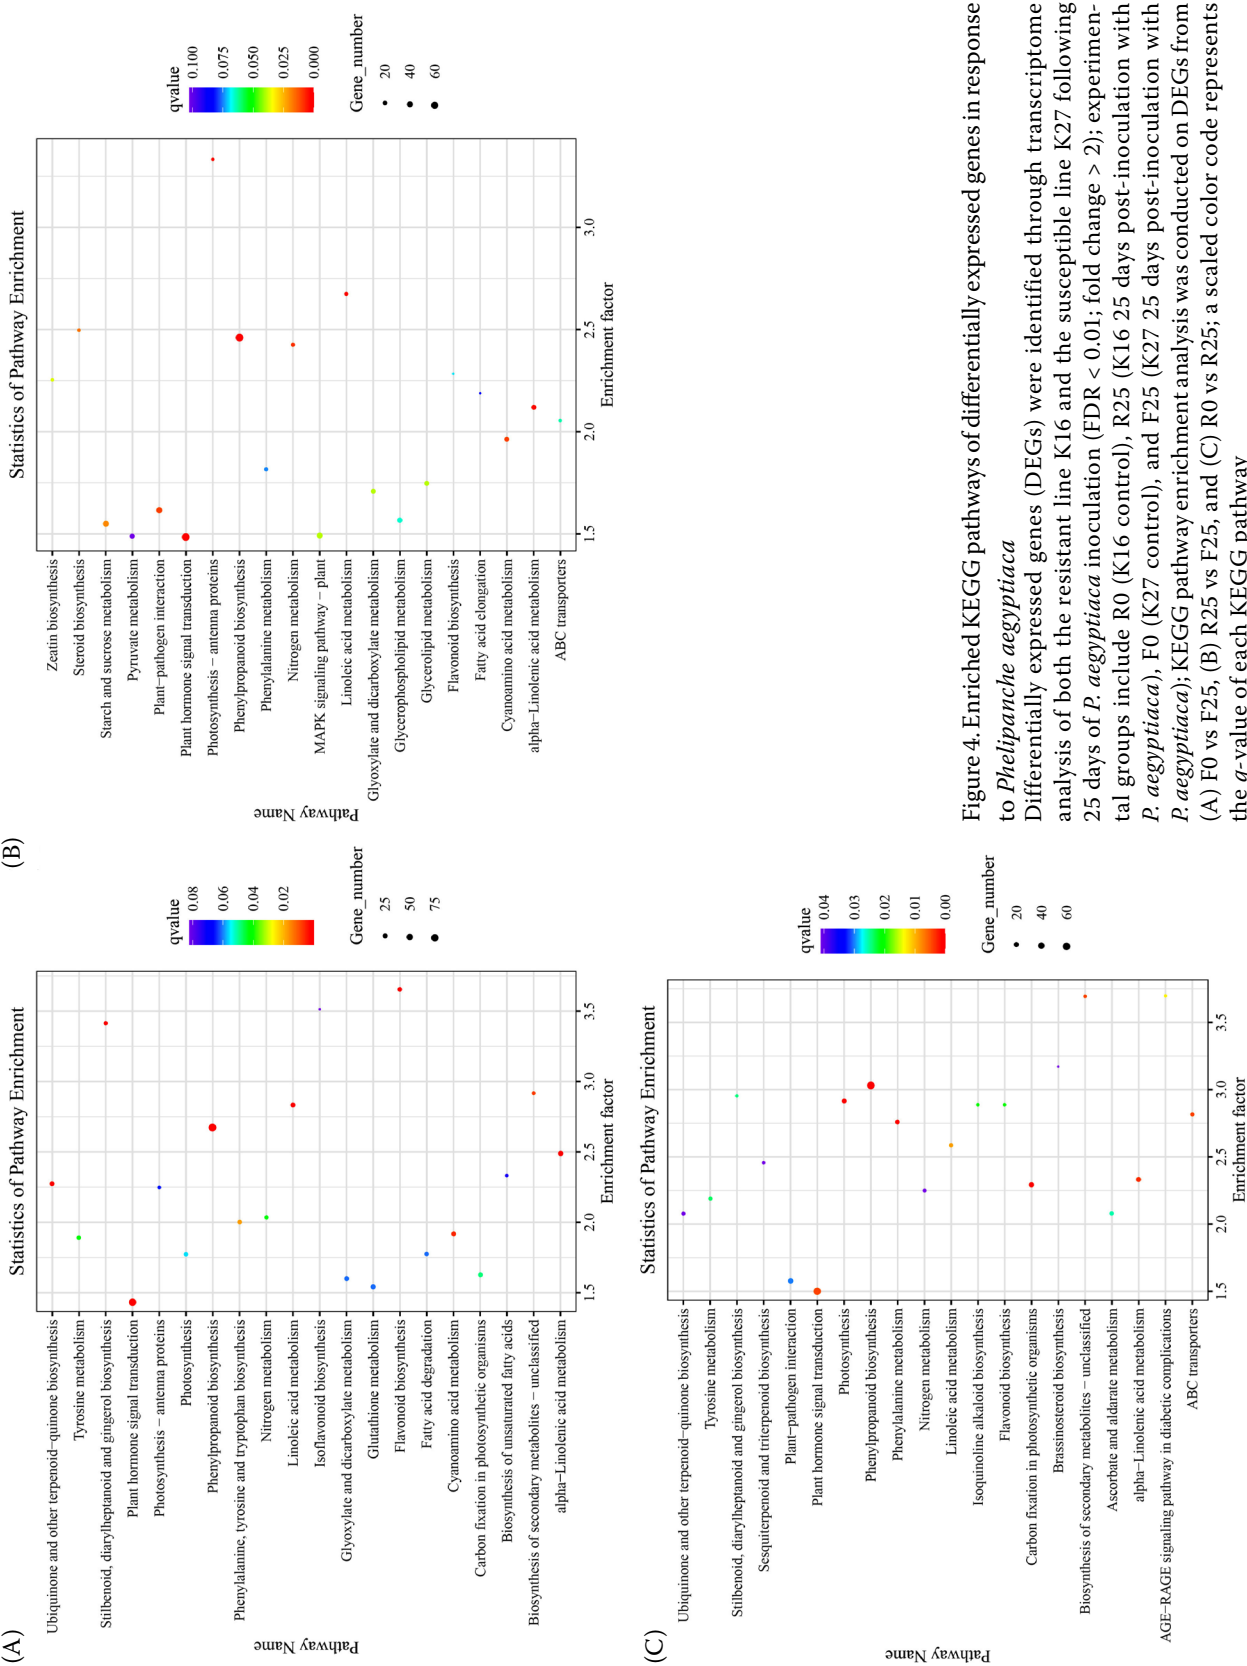 (A)
Statistics of Pathway Enrichment
Pathway Name
Ubiquinone and other terpenoid−quinone biosynthesis
Tyrosine metabolism
Stilbenoid, diarylheptanoid and gingerol biosynthesis
Plant hormone signal transduction
Photosynthesis − antenna proteins
Photosynthesis
Phenylpropanoid biosynthesis
Phenylalanine, tyrosine and tryptophan biosynthesis
Nitrogen metabolism
Linoleic acid metabolism
Isoflavonoid biosynthesis
Glyoxylate and dicarboxylate metabolism
Glutathione metabolism
Flavonoid biosynthesis
Fatty acid degradation
Cyanoamino acid metabolism
Carbon fixation in photosynthetic organisms
Biosynthesis of unsaturated fatty acids
Biosynthesis of secondary metabolites − unclassified
alpha−Linolenic acid metabolism
1.5 2.0 2.5 3.0 3.5
Enrichment factor
qvalue
0.08
0.06
0.04
0.02
Gene_number
25
50
75
(B)
Statistics of Pathway Enrichment
Pathway Name
Zeatin biosynthesis
Steroid biosynthesis
Starch and sucrose metabolism
Pyruvate metabolism
Plant−pathogen interaction
Plant hormone signal transduction
Photosynthesis − antenna proteins
Phenylpropanoid biosynthesis
Phenylalanine metabolism
Nitrogen metabolism
MAPK signaling pathway − plant
Linoleic acid metabolism
Glyoxylate and dicarboxylate metabolism
Glycerophospholipid metabolism
Glycerolipid metabolism
Flavonoid biosynthesis
Fatty acid elongation
Cyanoamino acid metabolism
alpha−Linolenic acid metabolism
ABC transporters
1.5 2.0 2.5 3.0
Enrichment factor
qvalue
0.100
0.075
0.050
0.025
0.000
Gene_number
20
40
60
(C)
Statistics of Pathway Enrichment
Pathway Name
Ubiquinone and other terpenoid−quinone biosynthesis
Tyrosine metabolism
Stilbenoid, diarylheptanoid and gingerol biosynthesis
Sesquiterpenoid and triterpenoid biosynthesis
Plant−pathogen interaction
Plant hormone signal transduction
Photosynthesis
Phenylpropanoid biosynthesis
Phenylalanine metabolism
Nitrogen metabolism
Linoleic acid metabolism
Isoquinoline alkaloid biosynthesis
Flavonoid biosynthesis
Carbon fixation in photosynthetic organisms
Brassinosteroid biosynthesis
Biosynthesis of secondary metabolites − unclassified
Ascorbate and aldarate metabolism
alpha−Linolenic acid metabolism
AGE−RAGE signaling pathway in diabetic complications
ABC transporters
1.5 2.0 2.5 3.0 3.5
Enrichment factor
qvalue
0.04
0.03
0.02
0.01
0.00
Gene_number
20
40
60
Figure 4. Enriched KEGG pathways of differentially expressed genes in response
to Phelipanche aegyptiaca
Differentially expressed genes (DEGs) were identified through transcriptome
analysis of both the resistant line K16 and the susceptible line K27 following
25 days of P. aegyptiaca inoculation (FDR < 0.01; fold change > 2); experimen-
tal groups include R0 (K16 control), R25 (K16 25 days post-inoculation with
P. aegyptiaca), F0 (K27 control), and F25 (K27 25 days post-inoculation with
P. aegyptiaca); KEGG pathway enrichment analysis was conducted on DEGs from
(A) F0 vs F25, (B) R25 vs F25, and (C) R0 vs R25; a scaled color code represents
the q-value of each KEGG pathway